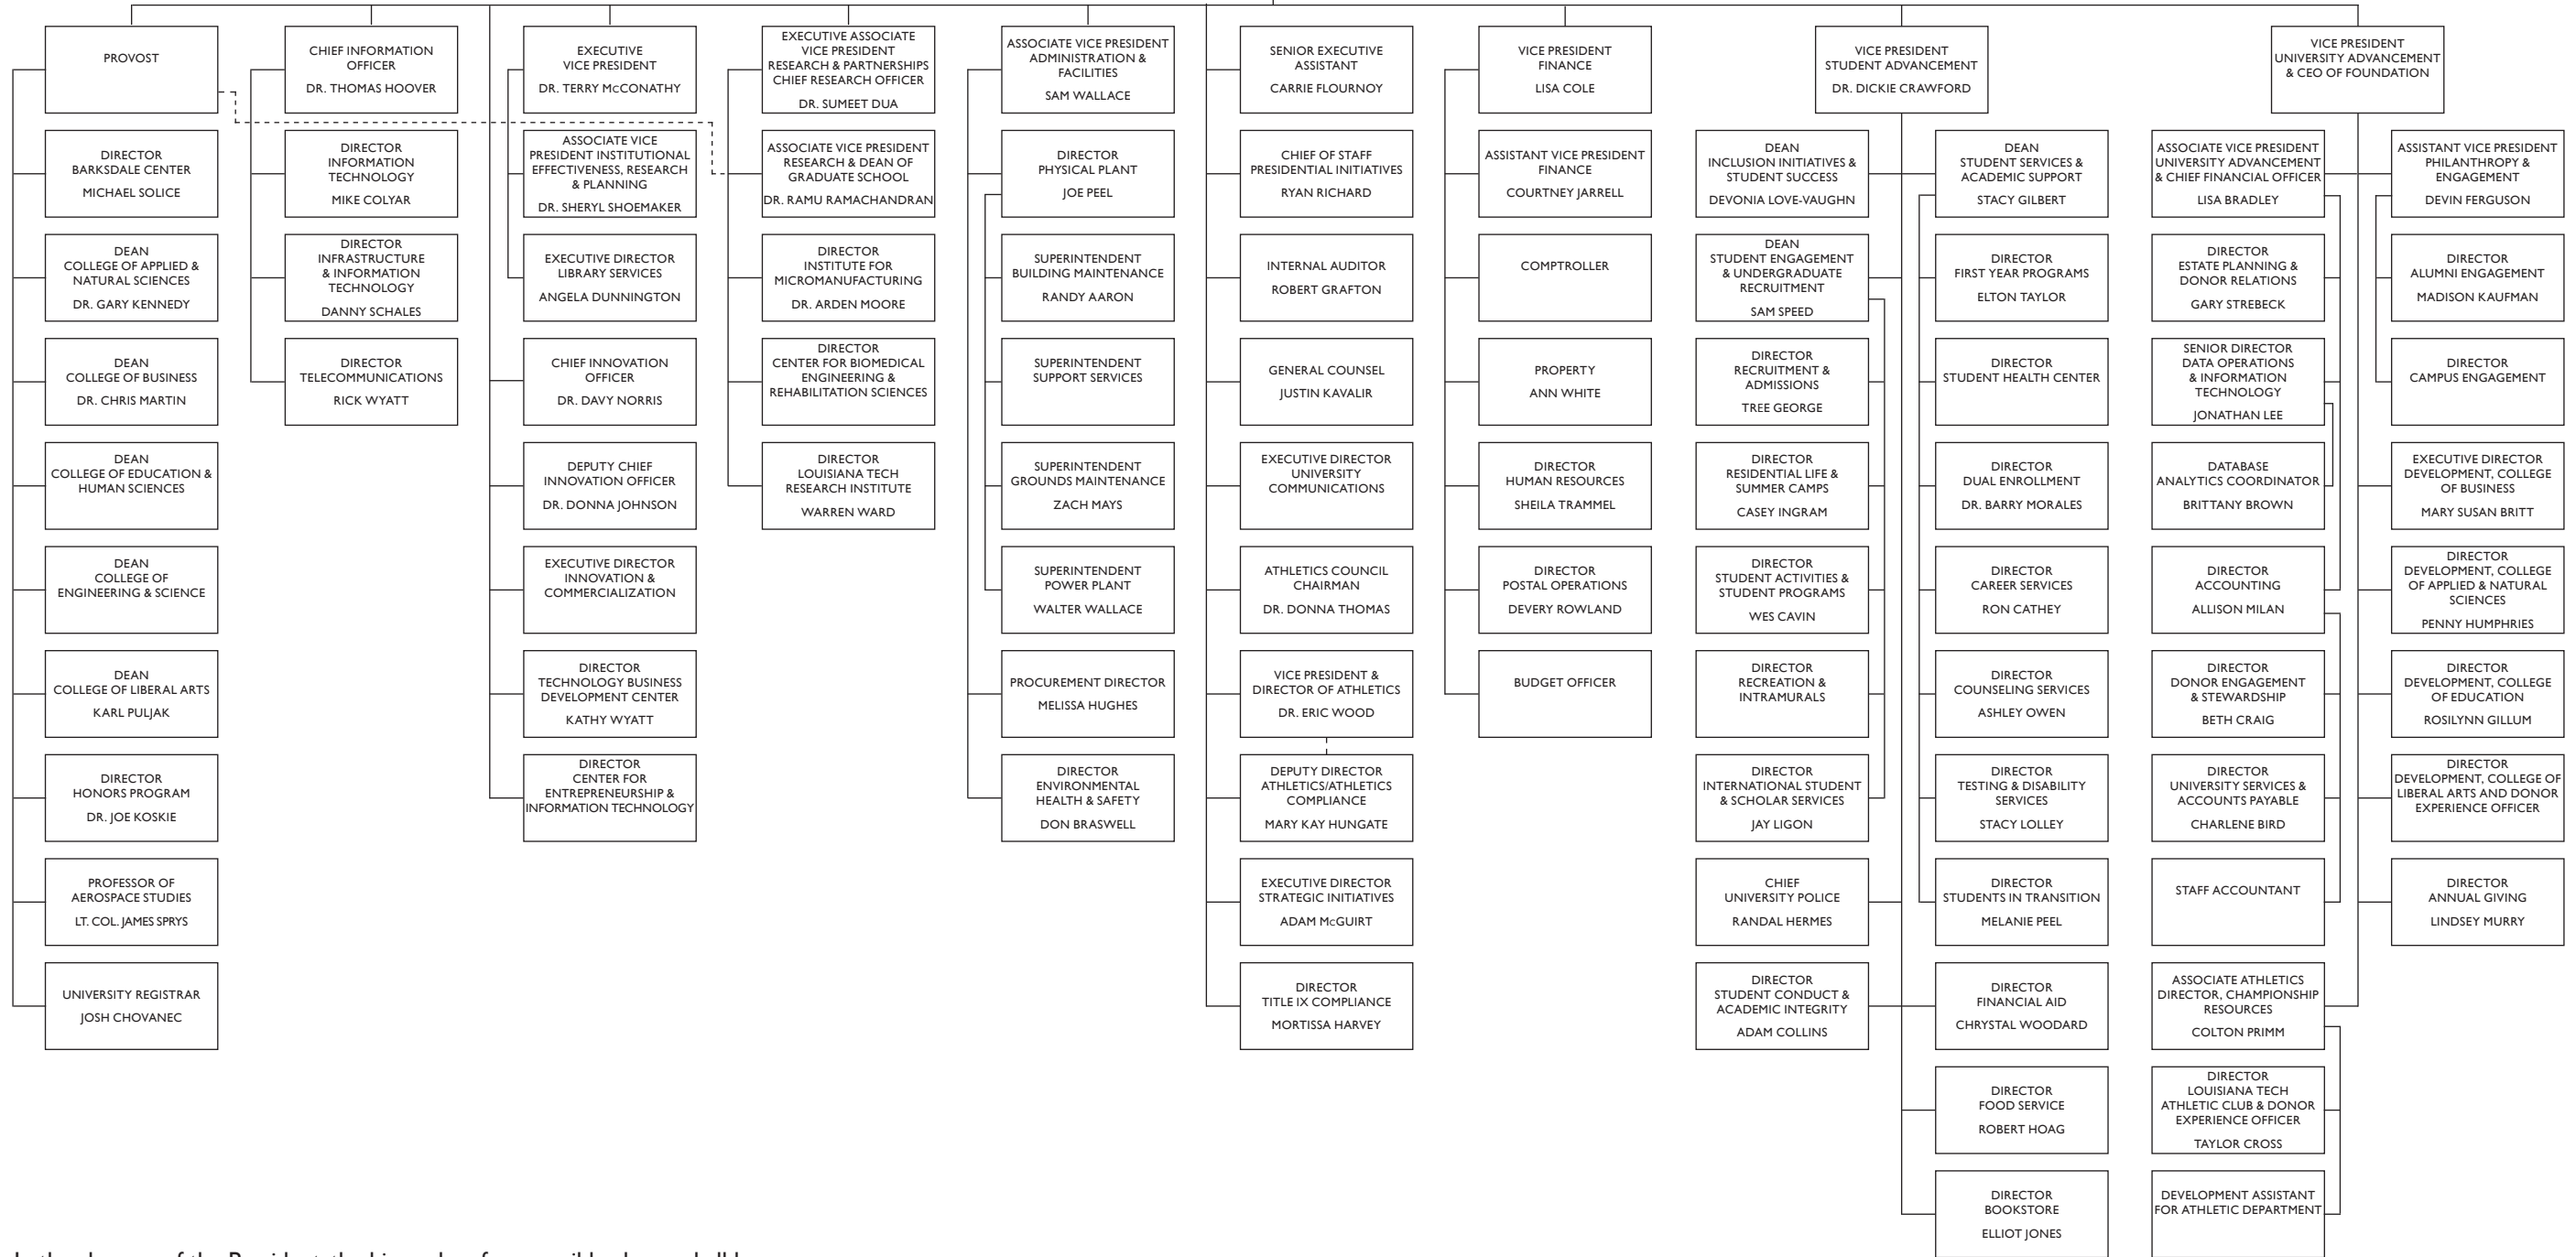 PROVOST
DIRECTOR
BARKSDALE CENTER
MICHAEL SOLICE
DEAN
COLLEGE OF APPLIED &
NATURAL SCIENCES
DR. GARY KENNEDY
DEAN
COLLEGE OF BUSINESS
DR. CHRIS MARTIN
DEAN
COLLEGE OF EDUCATION &
HUMAN SCIENCES
DEAN
COLLEGE OF
ENGINEERING & SCIENCE
DEAN
COLLEGE OF LIBERAL ARTS
KARL PULJAK
DIRECTOR
HONORS PROGRAM
DR. JOE KOSKIE
PROFESSOR OF
AEROSPACE STUDIES
LT. COL. JAMES SPRYS
UNIVERSITY REGISTRAR
JOSH CHOVANEC
CHIEF INFORMATION
OFFICER
DR. THOMAS HOOVER
DIRECTOR
INFORMATION
TECHNOLOGY
MIKE COLYAR
DIRECTOR
INFRASTRUCTURE
& INFORMATION
TECHNOLOGY
DANNY SCHALES
DIRECTOR
TELECOMMUNICATIONS
RICK WYATT
EXECUTIVE
VICE PRESIDENT
DR. TERRY McCONATHY
ASSOCIATE VICE
PRESIDENT INSTITUTIONAL
EFFECTIVENESS, RESEARCH
& PLANNING
DR. SHERYL SHOEMAKER
EXECUTIVE DIRECTOR
LIBRARY SERVICES
ANGELA DUNNINGTON
CHIEF INNOVATION
OFFICER
DR. DAVY NORRIS
DEPUTY CHIEF
INNOVATION OFFICER
DR. DONNA JOHNSON
EXECUTIVE DIRECTOR
INNOVATION &
COMMERCIALIZATION
DIRECTOR
TECHNOLOGY BUSINESS
DEVELOPMENT CENTER
KATHY WYATT
DIRECTOR
CENTER FOR
ENTREPRENEURSHIP &
INFORMATION TECHNOLOGY
EXECUTIVE ASSOCIATE
VICE PRESIDENT
RESEARCH & PARTNERSHIPS
CHIEF RESEARCH OFFICER
DR. SUMEET DUA
ASSOCIATE VICE PRESIDENT
RESEARCH & DEAN OF
GRADUATE SCHOOL
DR. RAMU RAMACHANDRAN
DIRECTOR
INSTITUTE FOR
MICROMANUFACTURING
DR. ARDEN MOORE
DIRECTOR
CENTER FOR BIOMEDICAL
ENGINEERING &
REHABILITATION SCIENCES
DIRECTOR
LOUISIANA TECH
RESEARCH INSTITUTE
WARREN WARD
ASSOCIATE VICE PRESIDENT
ADMINISTRATION &
FACILITIES
SAM WALLACE
DIRECTOR
PHYSICAL PLANT
JOE PEEL
SUPERINTENDENT
BUILDING MAINTENANCE
RANDY AARON
SUPERINTENDENT
SUPPORT SERVICES
SUPERINTENDENT
GROUNDS MAINTENANCE
ZACH MAYS
SUPERINTENDENT
POWER PLANT
WALTER WALLACE
PROCUREMENT DIRECTOR
MELISSA HUGHES
DIRECTOR
ENVIRONMENTAL
HEALTH & SAFETY
DON BRASWELL
SENIOR EXECUTIVE
ASSISTANT
CARRIE FLOURNOY
CHIEF OF STAFF
PRESIDENTIAL INITIATIVES
RYAN RICHARD
INTERNAL AUDITOR
ROBERT GRAFTON
GENERAL COUNSEL
JUSTIN KAVALIR
EXECUTIVE DIRECTOR
UNIVERSITY
COMMUNICATIONS
ATHLETICS COUNCIL
CHAIRMAN
DR. DONNA THOMAS
VICE PRESIDENT &
DIRECTOR OF ATHLETICS
DR. ERIC WOOD
DEPUTY DIRECTOR
ATHLETICS/ATHLETICS
COMPLIANCE
MARY KAY HUNGATE
EXECUTIVE DIRECTOR
STRATEGIC INITIATIVES
ADAM McGUIRT
DIRECTOR
TITLE IX COMPLIANCE
MORTISSA HARVEY
VICE PRESIDENT
FINANCE
LISA COLE
ASSISTANT VICE PRESIDENT
FINANCE
COURTNEY JARRELL
COMPTROLLER
PROPERTY
ANN WHITE
DIRECTOR
HUMAN RESOURCES
SHEILA TRAMMEL
DIRECTOR
POSTAL OPERATIONS
DEVERY ROWLAND
BUDGET OFFICER
VICE PRESIDENT
STUDENT ADVANCEMENT
DR. DICKIE CRAWFORD
DEAN
INCLUSION INITIATIVES &
STUDENT SUCCESS
DEVONIA LOVE-VAUGHN
DEAN
STUDENT ENGAGEMENT
& UNDERGRADUATE
RECRUITMENT
SAM SPEED
DIRECTOR
RECRUITMENT &
ADMISSIONS
TREE GEORGE
DIRECTOR
RESIDENTIAL LIFE &
SUMMER CAMPS
CASEY INGRAM
DIRECTOR
STUDENT ACTIVITIES &
STUDENT PROGRAMS
WES CAVIN
DIRECTOR
RECREATION &
INTRAMURALS
DIRECTOR
INTERNATIONAL STUDENT
& SCHOLAR SERVICES
JAY LIGON
CHIEF
UNIVERSITY POLICE
RANDAL HERMES
DIRECTOR
STUDENT CONDUCT &
ACADEMIC INTEGRITY
ADAM COLLINS
DEAN
STUDENT SERVICES &
ACADEMIC SUPPORT
STACY GILBERT
DIRECTOR
FIRST YEAR PROGRAMS
ELTON TAYLOR
DIRECTOR
STUDENT HEALTH CENTER
DIRECTOR
DUAL ENROLLMENT
DR. BARRY MORALES
DIRECTOR
CAREER SERVICES
RON CATHEY
DIRECTOR
COUNSELING SERVICES
ASHLEY OWEN
DIRECTOR
TESTING & DISABILITY
SERVICES
STACY LOLLEY
DIRECTOR
STUDENTS IN TRANSITION
MELANIE PEEL
DIRECTOR
FINANCIAL AID
CHRYSTAL WOODARD
DIRECTOR
FOOD SERVICE
ROBERT HOAG
DIRECTOR
BOOKSTORE
ELLIOT JONES
VICE PRESIDENT
UNIVERSITY ADVANCEMENT
& CEO OF FOUNDATION
ASSOCIATE VICE PRESIDENT
UNIVERSITY ADVANCEMENT
& CHIEF FINANCIAL OFFICER
LISA BRADLEY
DIRECTOR
ESTATE PLANNING &
DONOR RELATIONS
GARY STREBECK
SENIOR DIRECTOR
DATA OPERATIONS
& INFORMATION
TECHNOLOGY
JONATHAN LEE
DATABASE
ANALYTICS COORDINATOR
BRITTANY BROWN
DIRECTOR
ACCOUNTING
ALLISON MILAN
DIRECTOR
DONOR ENGAGEMENT
& STEWARDSHIP
BETH CRAIG
DIRECTOR
UNIVERSITY SERVICES &
ACCOUNTS PAYABLE
CHARLENE BIRD
STAFF ACCOUNTANT
ASSOCIATE ATHLETICS
DIRECTOR, CHAMPIONSHIP
RESOURCES
COLTON PRIMM
DIRECTOR
LOUISIANA TECH
ATHLETIC CLUB & DONOR
EXPERIENCE OFFICER
TAYLOR CROSS
DEVELOPMENT ASSISTANT
FOR ATHLETIC DEPARTMENT
ASSISTANT VICE PRESIDENT
PHILANTHROPY &
ENGAGEMENT
DEVIN FERGUSON
DIRECTOR
ALUMNI ENGAGEMENT
MADISON KAUFMAN
DIRECTOR
CAMPUS ENGAGEMENT
EXECUTIVE DIRECTOR
DEVELOPMENT, COLLEGE
OF BUSINESS
MARY SUSAN BRITT
DIRECTOR
DEVELOPMENT, COLLEGE
OF APPLIED & NATURAL
SCIENCES
PENNY HUMPHRIES
DIRECTOR
DEVELOPMENT, COLLEGE
OF EDUCATION
ROSILYNN GILLUM
DIRECTOR
DEVELOPMENT, COLLEGE OF
LIBERAL ARTS AND DONOR
EXPERIENCE OFFICER
DIRECTOR
ANNUAL GIVING
LINDSEY MURRY